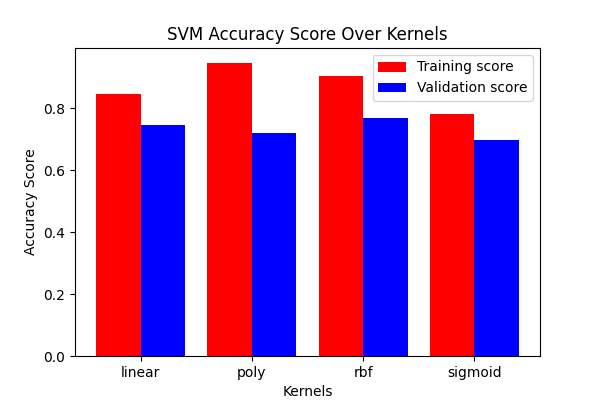 SVM Accuracy Score Over Kernels
Training score
Validation score
Accuracy Score
0.8
0.6
0.4
0.2
0.0
linear poly rbf sigmoid
Kernels